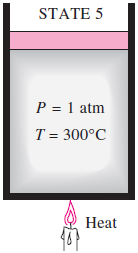 STATE 5
P = 1 atm
T = 300°C
Heat